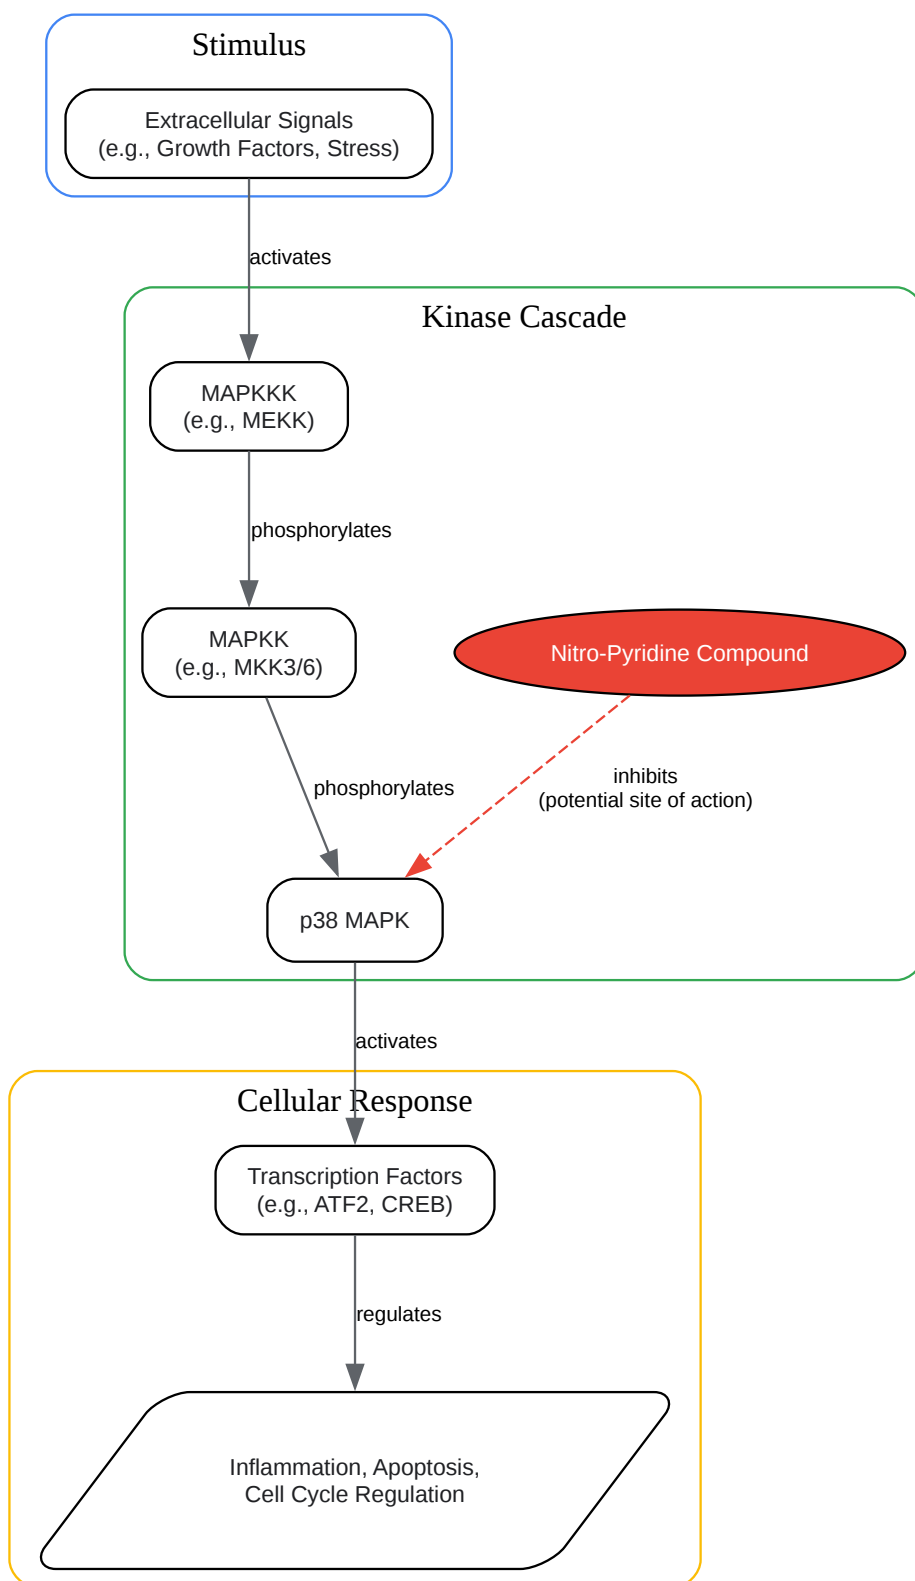 Stimulus
Extracellular Signals
(e.g., Growth Factors, Stress)
activates
Kinase Cascade
MAPKKK
(e.g., MEKK)
phosphorylates
MAPKK
(e.g., MKK3/6)
Nitro-Pyridine Compound
phosphorylates
inhibits
(potential site of action)
p38 MAPK
activates
Cellular Response
Transcription Factors
(e.g., ATF2, CREB)
regulates
Inflammation, Apoptosis,
Cell Cycle Regulation